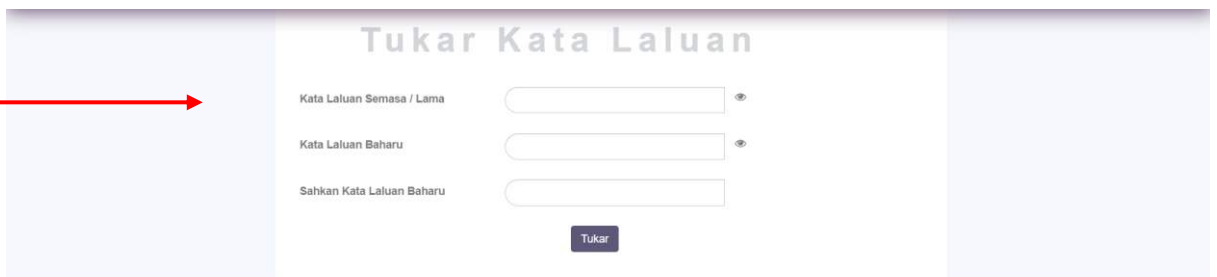 Tukar Kata Laluan
Kata Laluan Semasa / Lama
Kata Laluan Baharu
Sahkan Kata Laluan Baharu
Tukar